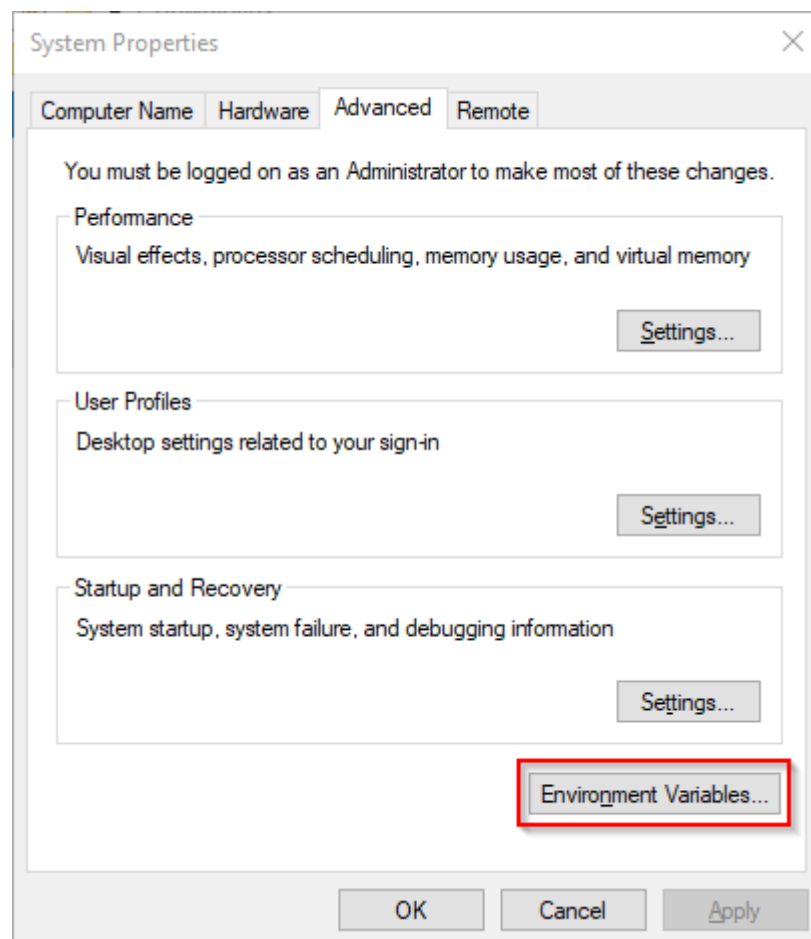 System Properties
Computer Name Hardware Advanced Remote
You must be logged on as an Administrator to make most of these changes.
Performance
Visual effects, processor scheduling, memory usage, and virtual memory
Settings...
User Profiles
Desktop settings related to your sign-in
Settings...
Startup and Recovery
System startup, system failure, and debugging information
Settings...
Environment Variables...
OK Cancel Apply